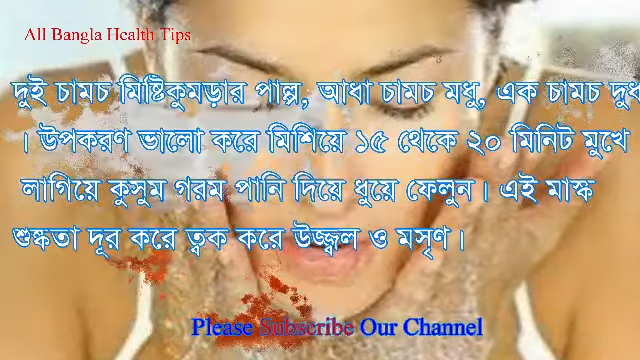 All Bangla Health Tips
দুই চামচ মিষ্টিকুমড়ার পাল্প, আধা চামচ মধু, এক চামচ দুধ
। উপকরণ ভালো করে মিশিয়ে ১৫ থেকে ২০ মিনিট মুখে
লাগিয়ে কুসুম গরম পানি দিয়ে ধুয়ে ফেলুন। এই মাস্ক
শুষ্কতা দূর করে ত্বক করে উজ্জ্বল ও মসৃণ।
Please Subscribe Our Channel